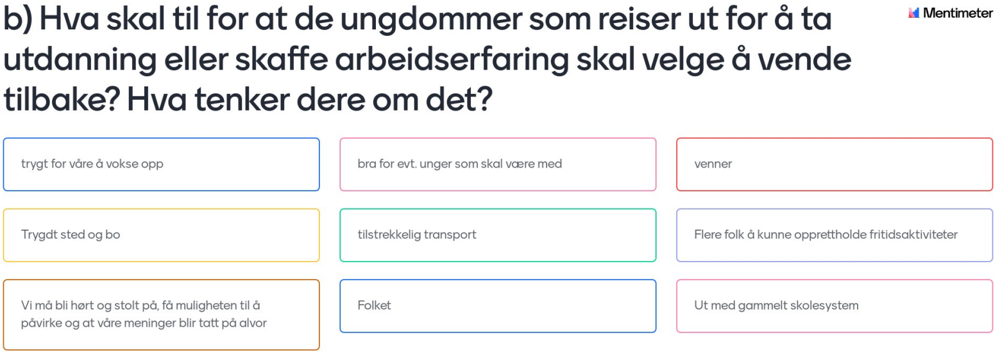 b) Hva skal til for at de ungdommer som reiser ut for å ta
utdanning eller skaffe arbeidserfaring skal velge å vende
tilbake? Hva tenker dere om det?
Mentimeter
trygt for våre å vokse opp
bra for evt. unger som skal være med
venner
Trygdt sted og bo
tilstrekkelig transport
Flere folk å kunne opprettholde fritidsaktiviteter
Vi må bli hørt og stolt på, få muligheten til å
påvirke og at våre meninger blir tatt på alvor
Folket
Ut med gammelt skolesystem